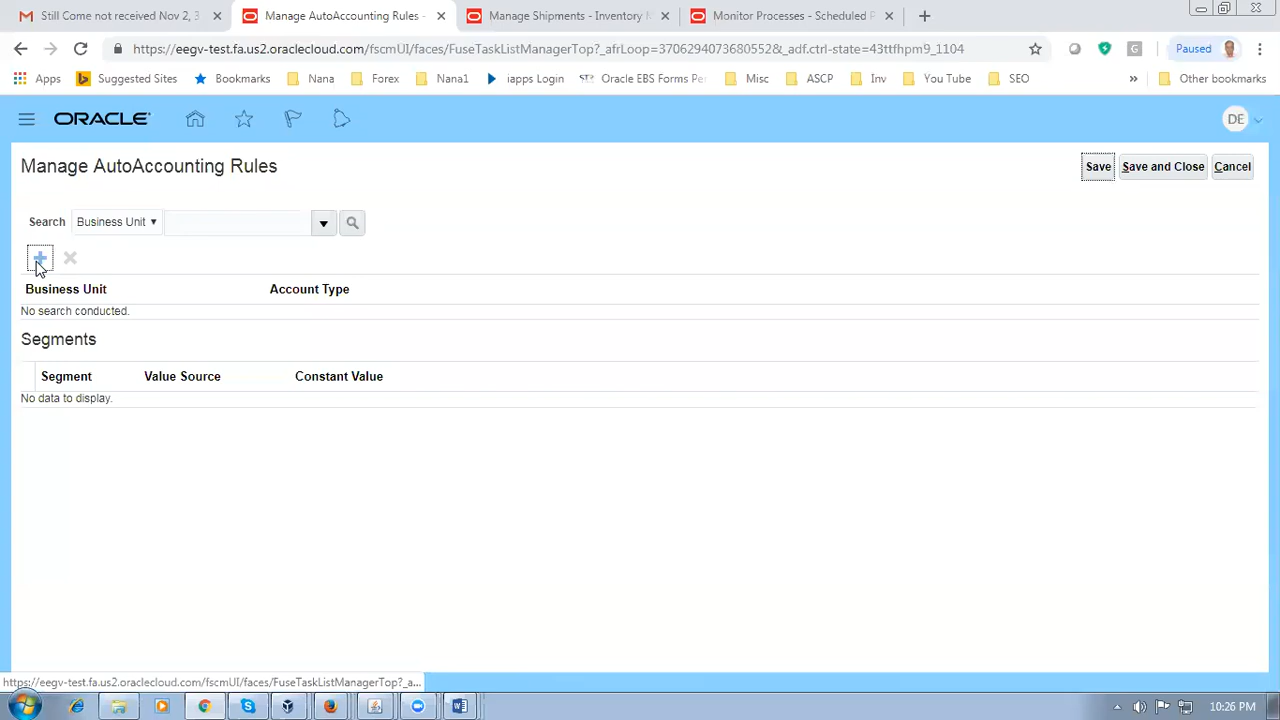 Still Come not received Nov 2, 3
Manage AutoAccounting Rules -
Manage Shipments - Inventory M
Monitor Processes - Scheduled P
https://eegv-test.fa.us2.oraclecloud.com/fscmUI/faces/FuseTaskListManagerTop?_afrLoop=3706294073680552&_adf.ctrl-state=43ttfhpm9_1104
Paused
Apps
Suggested Sites
Bookmarks
Nana
Forex
Nana1
iapps Login
Oracle EBS Forms Pe
Misc
ASCP
Inv
You Tube
SEO
»
Other bookmarks
ORACLE
DE
Manage AutoAccounting Rules
Save
Save and Close
Cancel
Search
Business Unit
Business Unit
Account Type
No search conducted.
Segments
Segment
Value Source
Constant Value
No data to display.
https://eegv-test.fa.us2.oraclecloud.com/fscmUI/faces/FuseTaskListManagerTop?_a...
10:26 PM